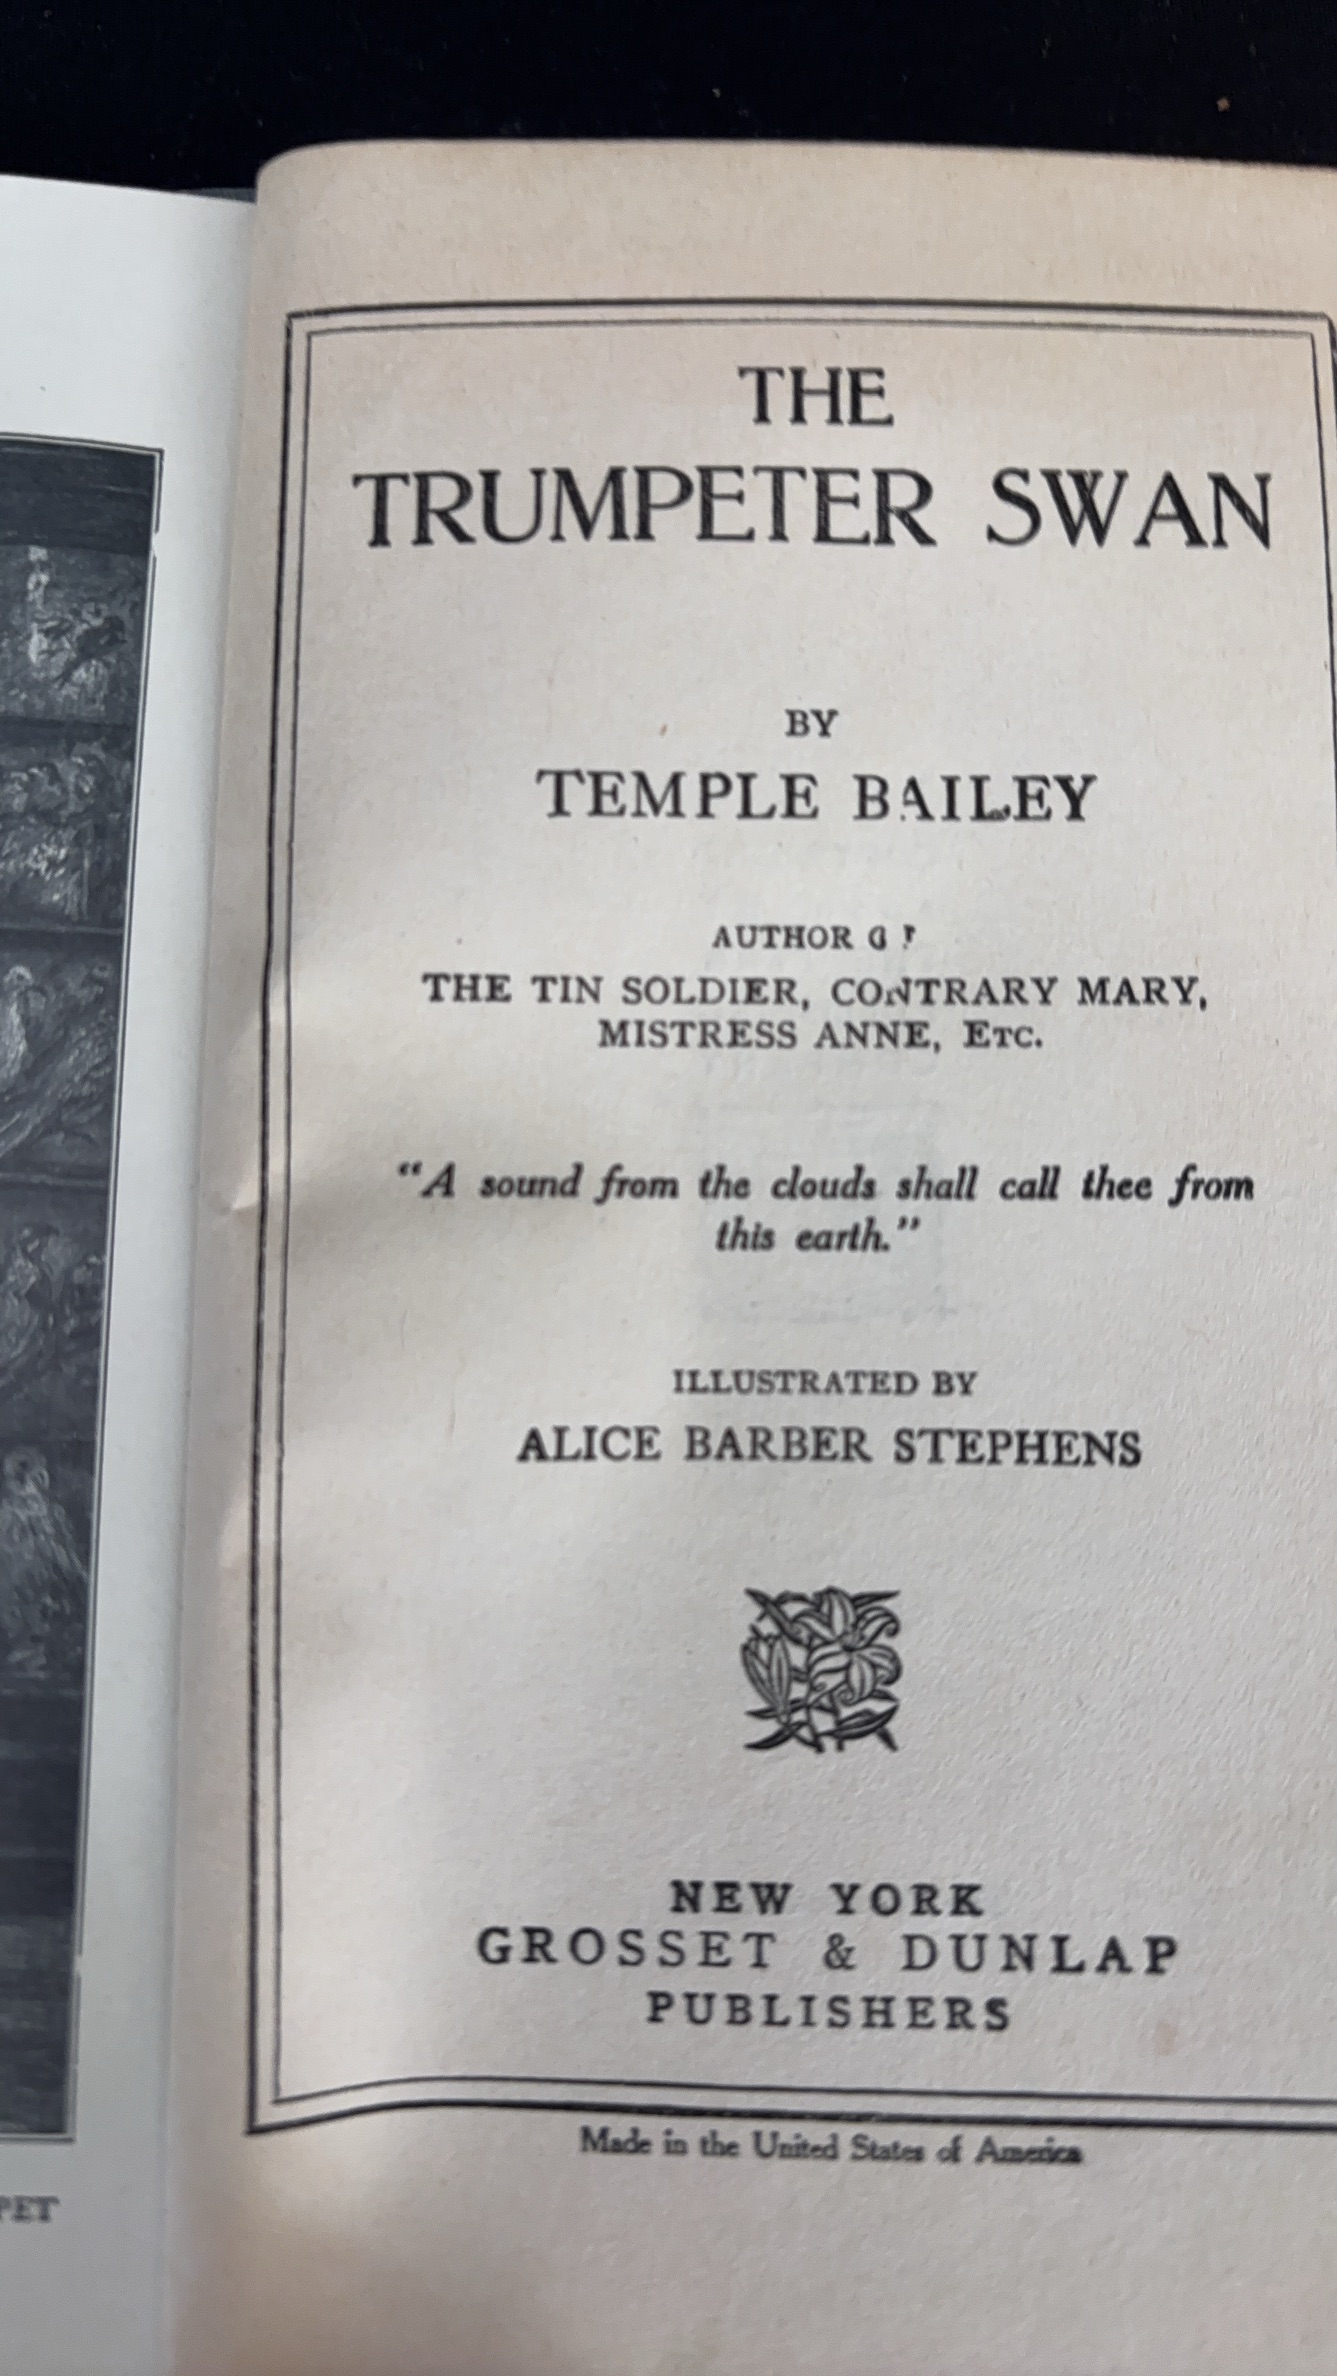 THE
TRUMPETER SWAN
BY
TEMPLE BAILEY
AUTHOR OF
THE TIN SOLDIER, CONTRARY MARY,
MISTRESS ANNE, ETC.
"A sound from the clouds shall call thee from
this earth."
ILLUSTRATED BY
ALICE BARBER STEPHENS
NEW YORK
GROSSET & DUNLAP
PUBLISHERS
Made in the United States of America
PET